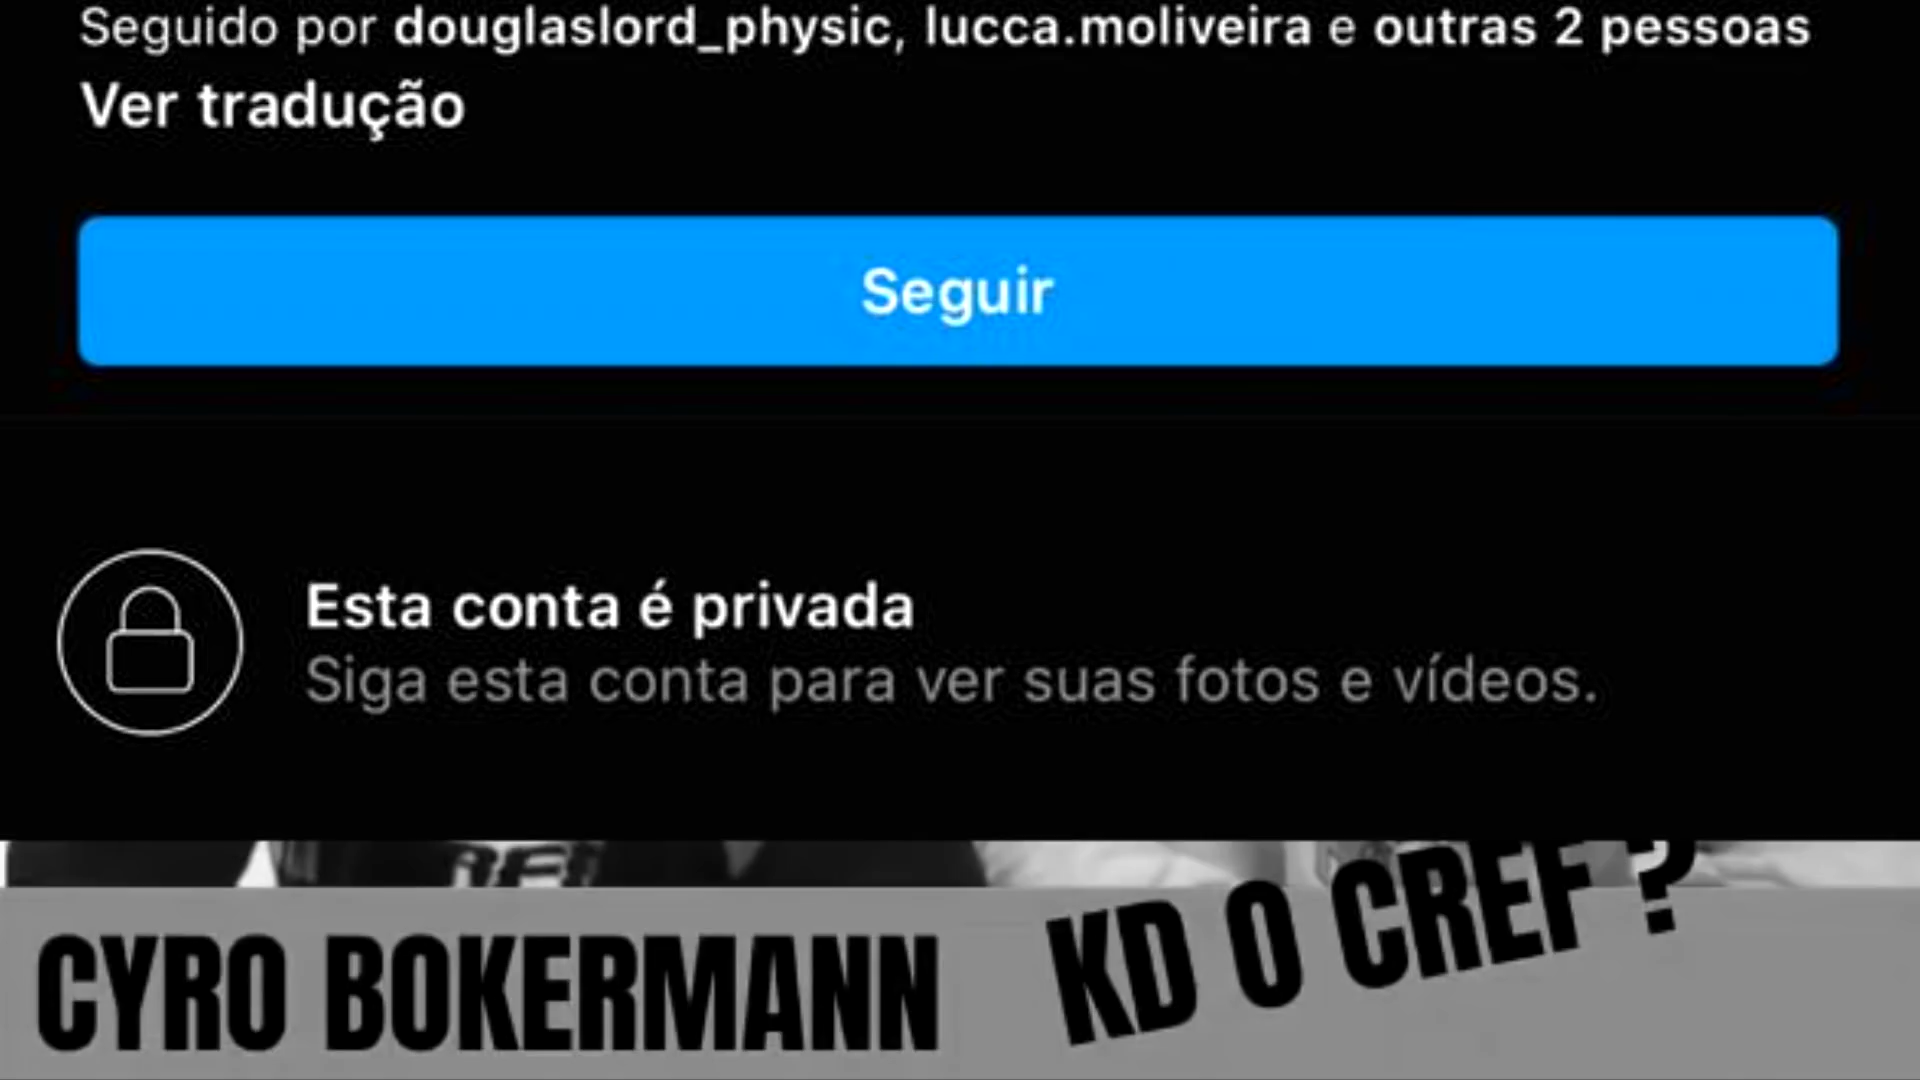 Seguido por douglaslord_physic, lucca.moliveira e outras 2 pessoas
Ver tradução
Seguir
Esta conta é privada
Siga esta conta para ver suas fotos e vídeos.
CYRO BOKERMANN
KD O CREF ?